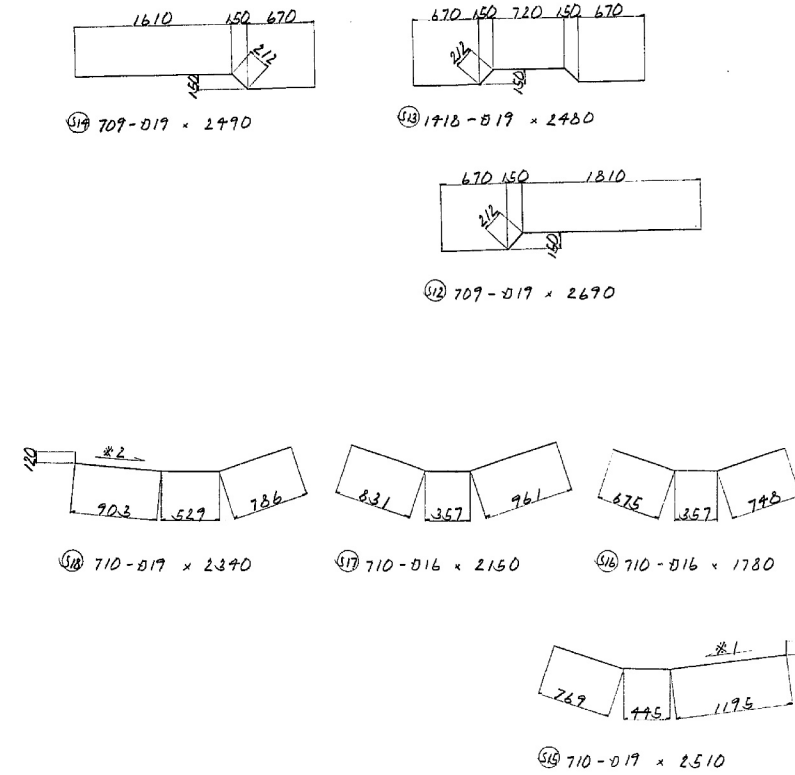 1610 150 670
212
150
S14 709-D19 × 2490
670 150 720 150 670
212
150
S13 1418-D19 × 2480
670 150 1810
212
150
S12 709-D19 × 2690
120
※2
903 529 786
S18 710-D19 × 2340
831 357 961
S17 710-D16 × 2150
675 357 748
S16 710-D16 × 1780
※1
769 445 1195
S15 710-D19 × 2510